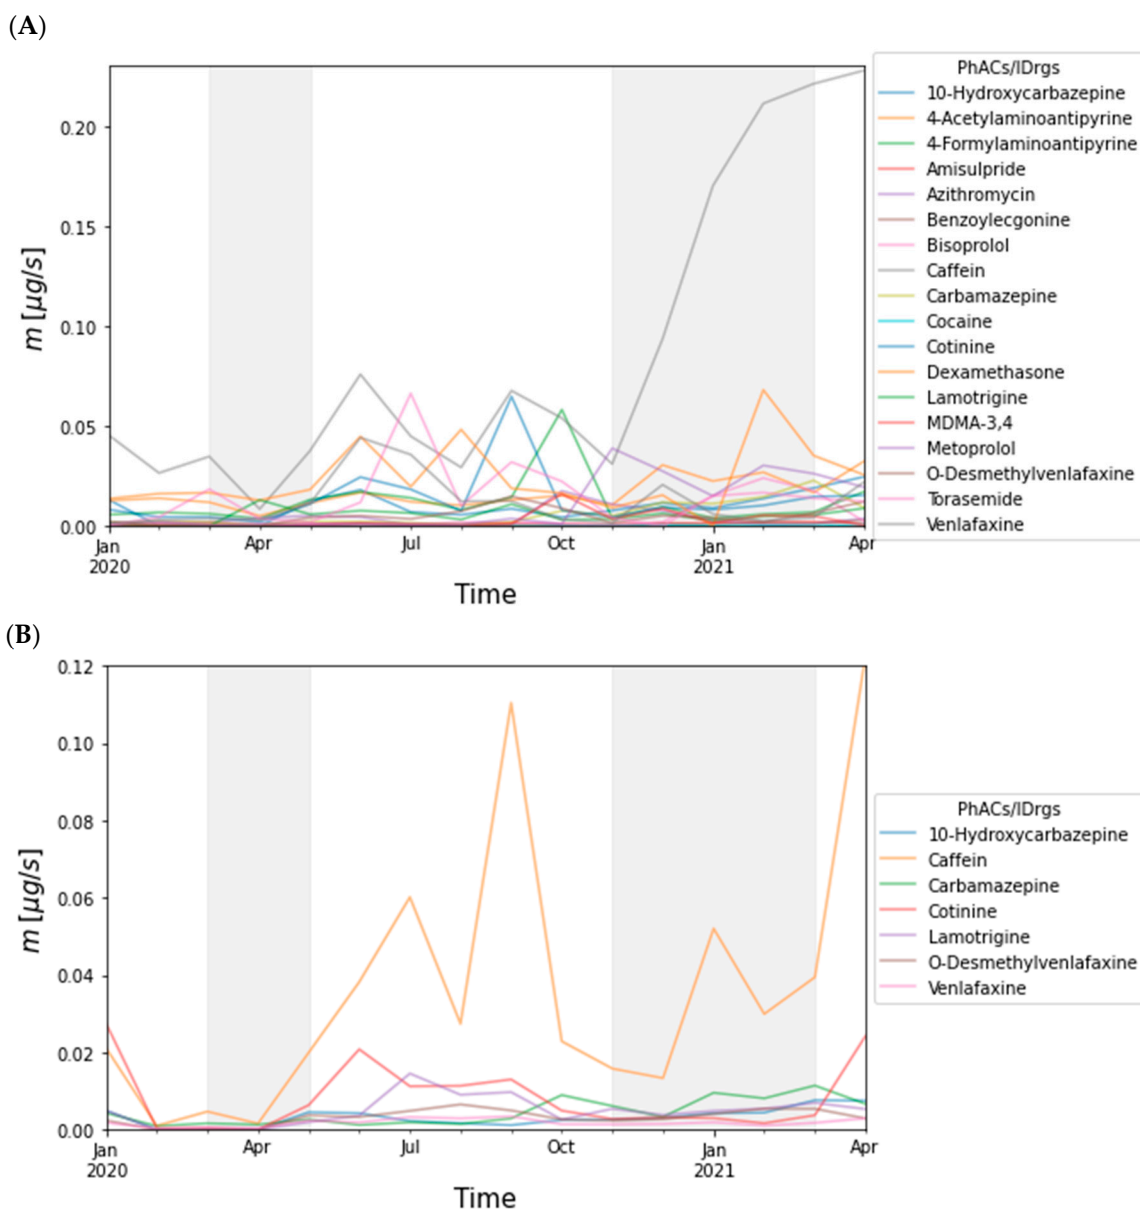 (A)
PhACs/IDrgs
10-Hydroxycarbazepine
4-Acetylaminoantipyrine
4-Formylaminoantipyrine
Amisulpride
Azithromycin
Benzoylecgonine
Bisoprolol
Caffein
Carbamazepine
Cocaine
Cotinine
Dexamethasone
Lamotrigine
MDMA-3,4
Metoprolol
O-Desmethylvenlafaxine
Torasemide
Venlafaxine
0.20
0.15
0.10
0.05
0.00
m [µg/s]
Jan Apr Jul Oct Jan Apr
2020 2021
Time
(B)
0.12
0.10
0.08
0.06
0.04
0.02
0.00
m [µg/s]
PhACs/IDrgs
10-Hydroxycarbazepine
Caffein
Carbamazepine
Cotinine
Lamotrigine
O-Desmethylvenlafaxine
Venlafaxine
Jan Apr Jul Oct Jan Apr
2020 2021
Time